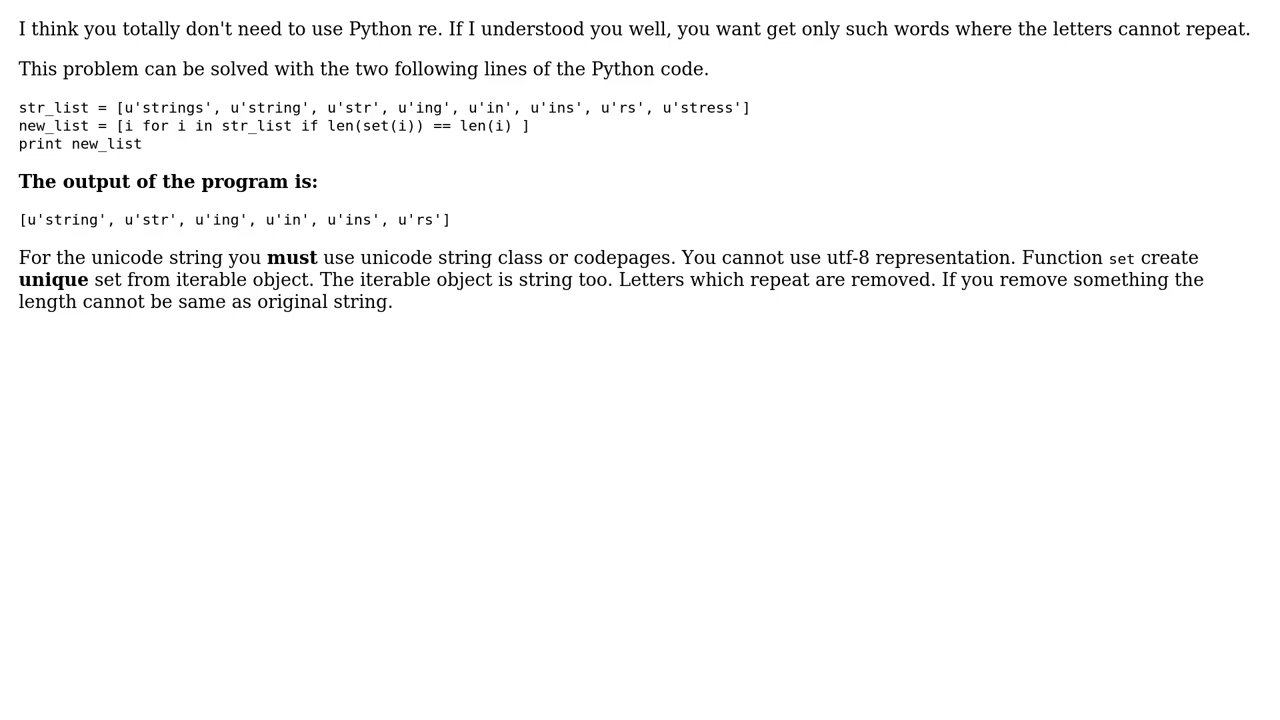 I think you totally don't need to use Python re. If I understood you well, you want get only such words where the letters cannot repeat.
This problem can be solved with the two following lines of the Python code.
str_list = [u'strings', u'string', u'str', u'ing', u'in', u'ins', u'rs', u'stress']
new_list = [i for i in str_list if len(set(i)) == len(i) ]
print new_list
The output of the program is:
[u'string', u'str', u'ing', u'in', u'ins', u'rs']
For the unicode string you must use unicode string class or codepages. You cannot use utf-8 representation. Function set create
unique set from iterable object. The iterable object is string too. Letters which repeat are removed. If you remove something the
length cannot be same as original string.